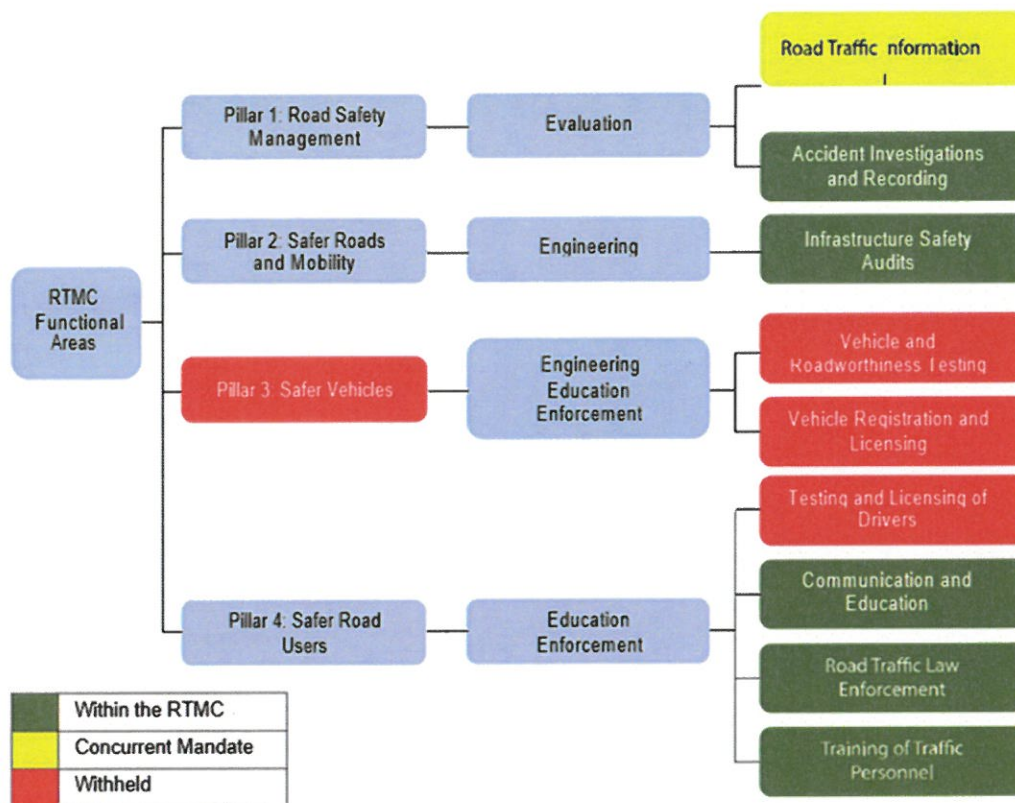 Road Traffic nformation
Pillar 1: Road Safety
Management
Evaluation
Accident Investigations
and Recording
Pillar 2: Safer Roads
and Mobility
Engineering
Infrastructure Safety
Audits
RTMC
Functional
Areas
Pillar 3: Safer Vehicles
Engineering
Education
Enforcement
Vehicle and
Roadworthiness Testing
Vehicle Registration and
Licensing
Testing and Licensing of
Drivers
Communication and
Education
Pillar 4: Safer Road
Users
Education
Enforcement
Road Traffic Law
Enforcement
Training of Traffic
Personnel
Within the RTMC
Concurrent Mandate
Withheld